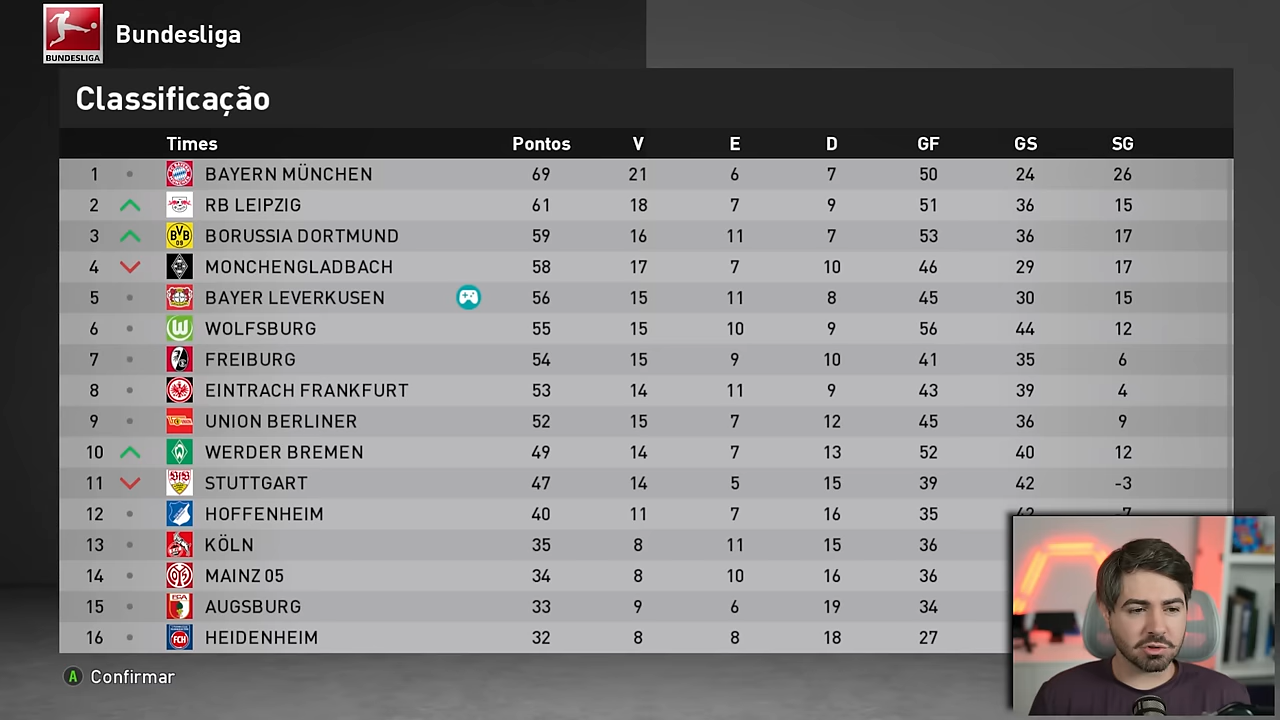 BUNDESLIGA
Bundesliga
Classificação
Times Pontos V E D GF GS SG
1 BAYERN MÜNCHEN 69 21 6 7 50 24 26
2 RB LEIPZIG 61 18 7 9 51 36 15
3 BORUSSIA DORTMUND 59 16 11 7 53 36 17
4 MONCHENGLADBACH 58 17 7 10 46 29 17
5 BAYER LEVERKUSEN 56 15 11 8 45 30 15
6 WOLFSBURG 55 15 10 9 56 44 12
7 FREIBURG 54 15 9 10 41 35 6
8 EINTRACH FRANKFURT 53 14 11 9 43 39 4
9 UNION BERLINER 52 15 7 12 45 36 9
10 WERDER BREMEN 49 14 7 13 52 40 12
11 STUTTGART 47 14 5 15 39 42 -3
12 HOFFENHEIM 40 11 7 16 35 42 -7
13 KÖLN 35 8 11 15 36
14 MAINZ 05 34 8 10 16 36
15 AUGSBURG 33 9 6 19 34
16 HEIDENHEIM 32 8 8 18 27
A Confirmar